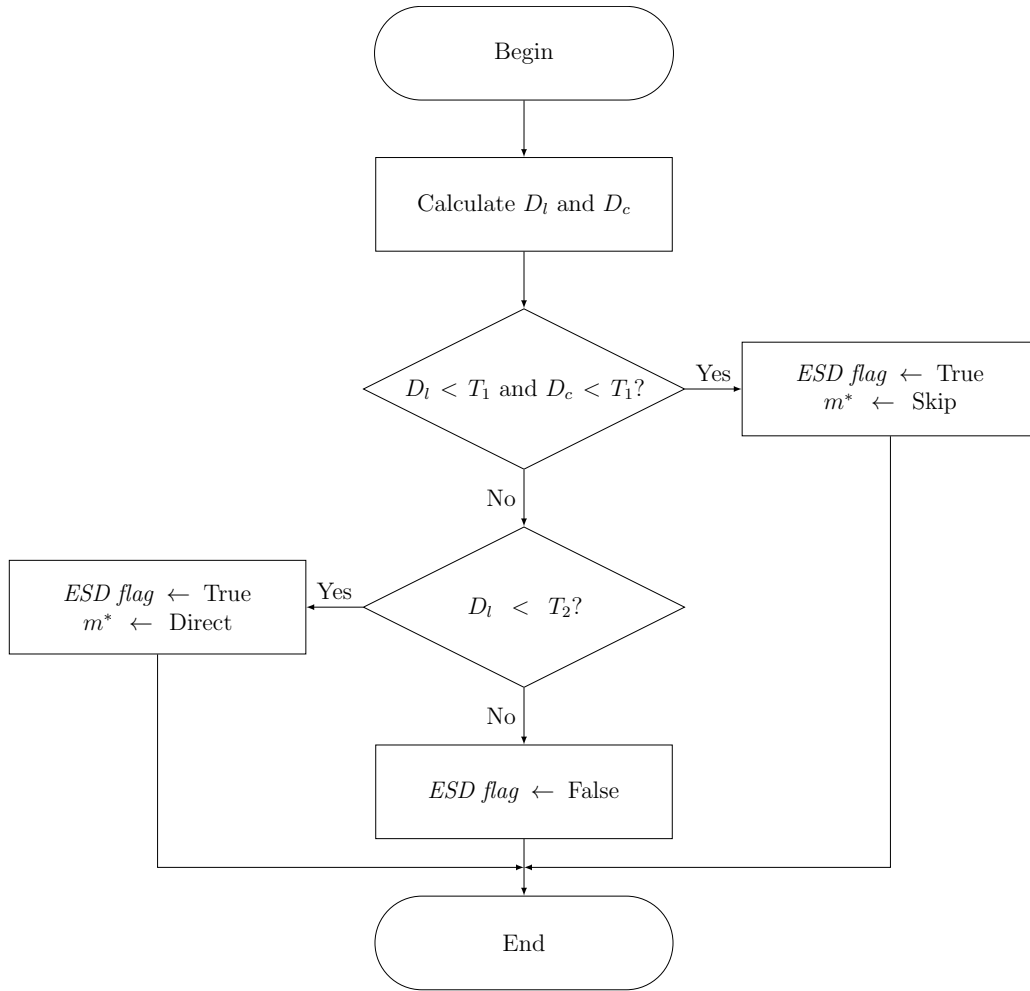 Begin
Calculate D_l and D_c
D_l < T_1 and D_c < T_1?
Yes
ESD flag ← True
m* ← Skip
No
D_l < T_2?
Yes
ESD flag ← True
m* ← Direct
No
ESD flag ← False
End